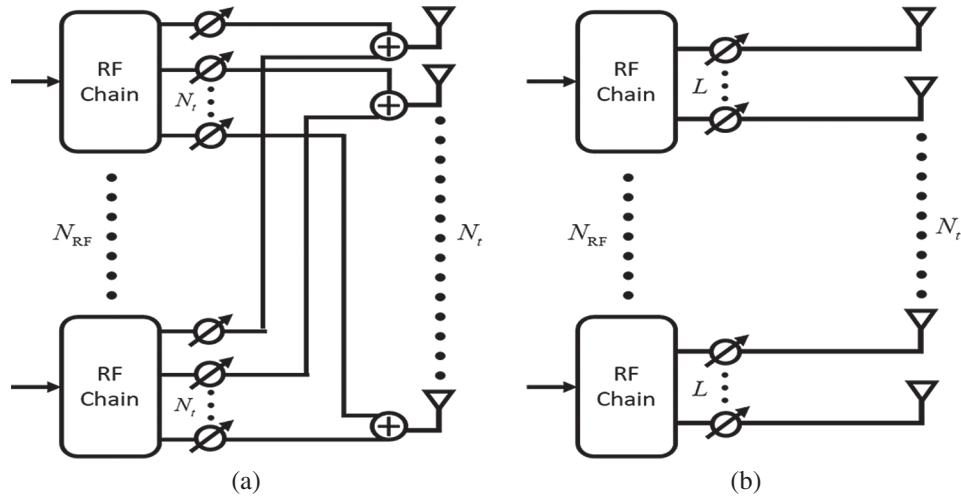 RF
Chain
N_t
N_RF
RF
Chain
N_t
N_t
(a)
RF
Chain
L
N_RF
RF
Chain
L
N_t
(b)